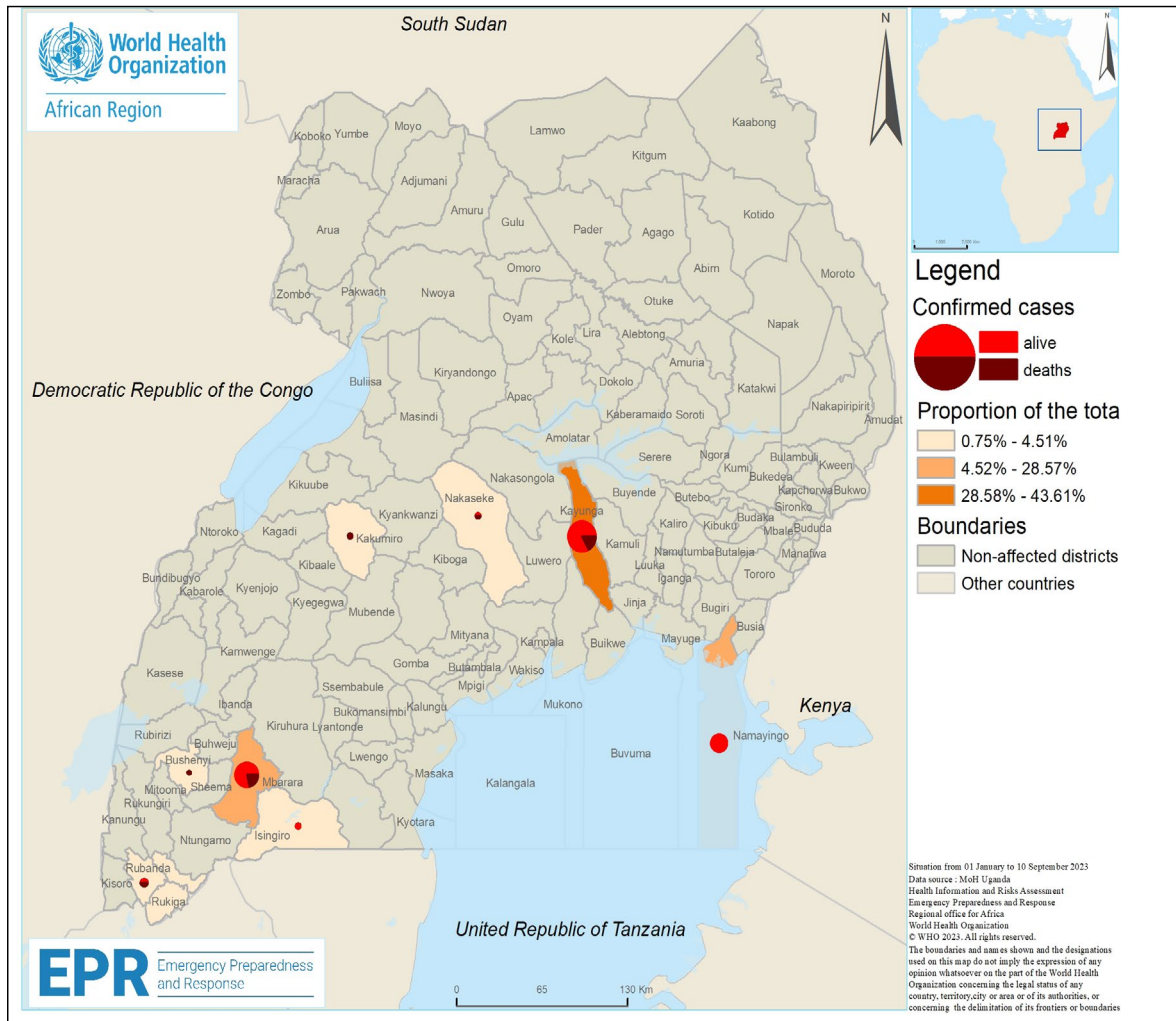 South Sudan
World Health
Organization
African Region
N
N
Kaabong
Koboko
Yumbe
Moyo
Lamwo
Kitgum
Maracha
Adjumani
Kotido
Arua
Amuru
Gulu
Pader
Agago
Abim
Moroto
Omoro
Zombo
Pakwach
Nwoya
Otuke
Oyam
Napak
Kole
Lira
Alebtong
Democratic Republic of the Congo
Buliisa
Kiryandongo
Amuria
Apac
Dokolo
Katakwi
Masindi
Kaberamaido
Soroti
Nakapiripirit
Amudat
Amolatar
Serere
Ngora
Kumi
Bulambuli
Bukedea
Kween
Kikuube
Nakasongola
Nakaseke
Buyende
Butebo
Kapchorwa
Bukwo
Sironko
Kyankwanzi
Kayunga
Kaliro
Kibuku
Budaka
Mbale
Bududa
Ntoroko
Kagadi
Kakumiro
Kamuli
Kibaale
Kiboga
Luwero
Namutumba
Butaleja
Manafwa
Luuka
Bundibugyo
Kabarole
Kyenjojo
Iganga
Tororo
Kyegegwa
Mubende
Jinja
Bugiri
Busia
Mityana
Kampala
Buikwe
Mayuge
Kamwenge
Gomba
Butambala
Wakiso
Kasese
Mpigi
Ssembabule
Ibanda
Bukomansimbi
Kalungu
Mukono
Kenya
Kiruhura
Lyantonde
Rubirizi
Namayingo
Buhweju
Bushenyi
Lwengo
Masaka
Buvuma
Mitooma
Sheema
Mbarara
Kalangala
Rukungiri
Kanungu
Kyotara
Isingiro
Ntungamo
Rubanda
Kisoro
Rukiga
United Republic of Tanzania
EPR Emergency Preparedness
and Response
0 65 130 Km
Legend
Confirmed cases
alive
deaths
Proportion of the tota
0.75% - 4.51%
4.52% - 28.57%
28.58% - 43.61%
Boundaries
Non-affected districts
Other countries
Situation from 01 January to 10 September 2023
Data source : MoH Uganda
Health Information and Risks Assessment
Emergency Preparedness and Response
Regional office for Africa
World Health Organization
© WHO 2023. All rights reserved.
The boundaries and names shown and the designations
used on this map do not imply the expression of any
opinion whatsoever on the part of the World Health
Organization concerning the legal status of any
country, territory,city or area or of its authorities, or
concerning the delimitation of its frontiers or boundaries